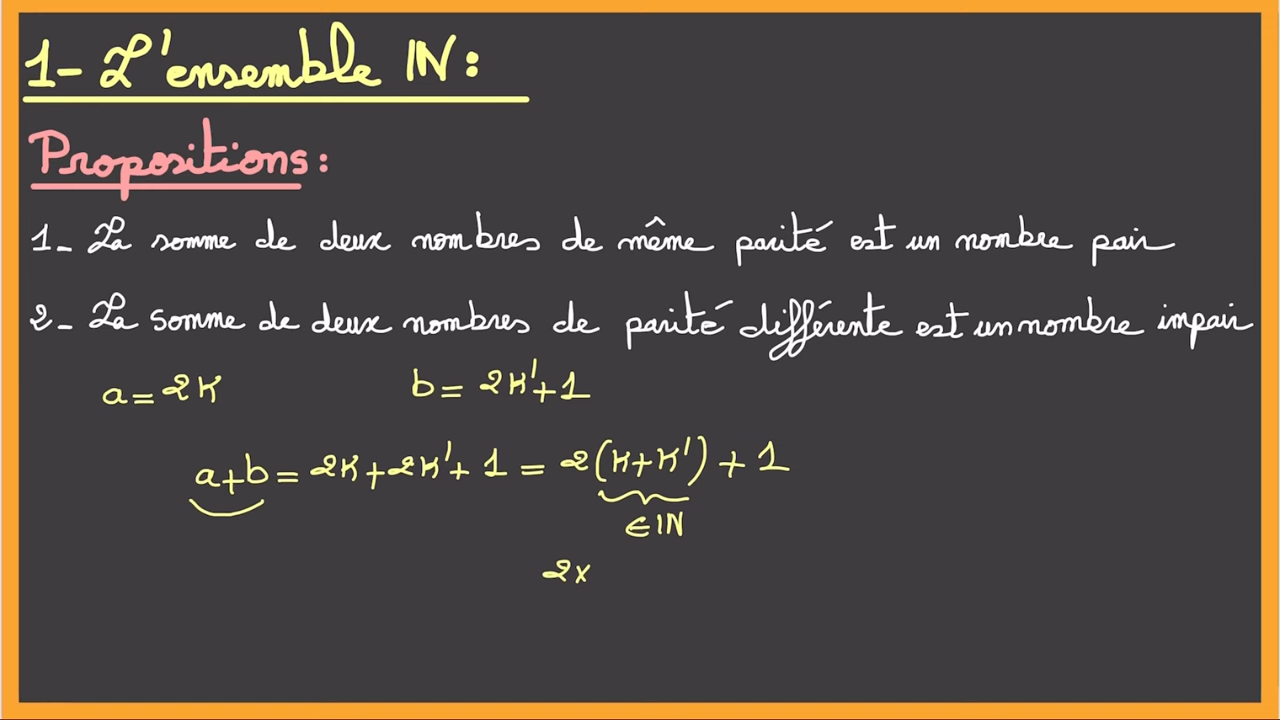 1- L'ensemble IN:
Propositions:
1- La somme de deux nombres de même parité est un nombre pair
2- La somme de deux nombres de parité différente est un nombre impair
a = 2k b = 2k'+1
a+b = 2k+2k'+1 = 2(k+k')+1
∈ IN
2×